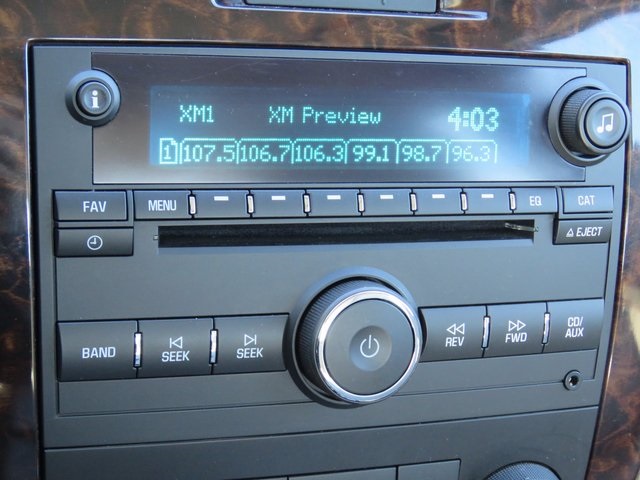 i
XM1 XM Preview 4:03
1 107.5 106.7 106.3 99.1 98.7 96.3
FAV MENU EQ CAT
EJECT
BAND SEEK SEEK REV FWD CD/AUX